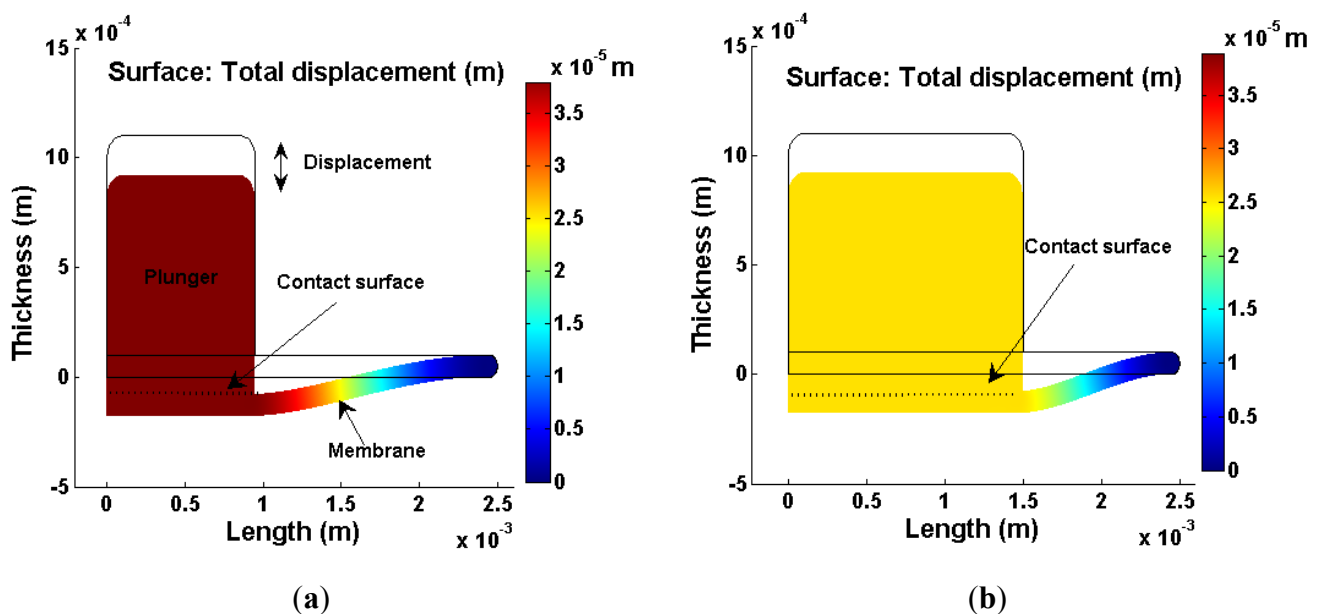 x 10-4
15
Surface: Total displacement (m)
x 10-5 m
3.5
3
2.5
2
1.5
1
0.5
0
10
5
0
-5
Thickness (m)
Displacement
Plunger
Contact surface
Membrane
0 0.5 1 1.5 2 2.5
Length (m)
x 10-3
(a)
x 10-4
15
Surface: Total displacement (m)
x 10-5 m
3.5
3
2.5
2
1.5
1
0.5
0
10
5
0
-5
Thickness (m)
Contact surface
0 0.5 1 1.5 2 2.5
Length (m)
x 10-3
(b)